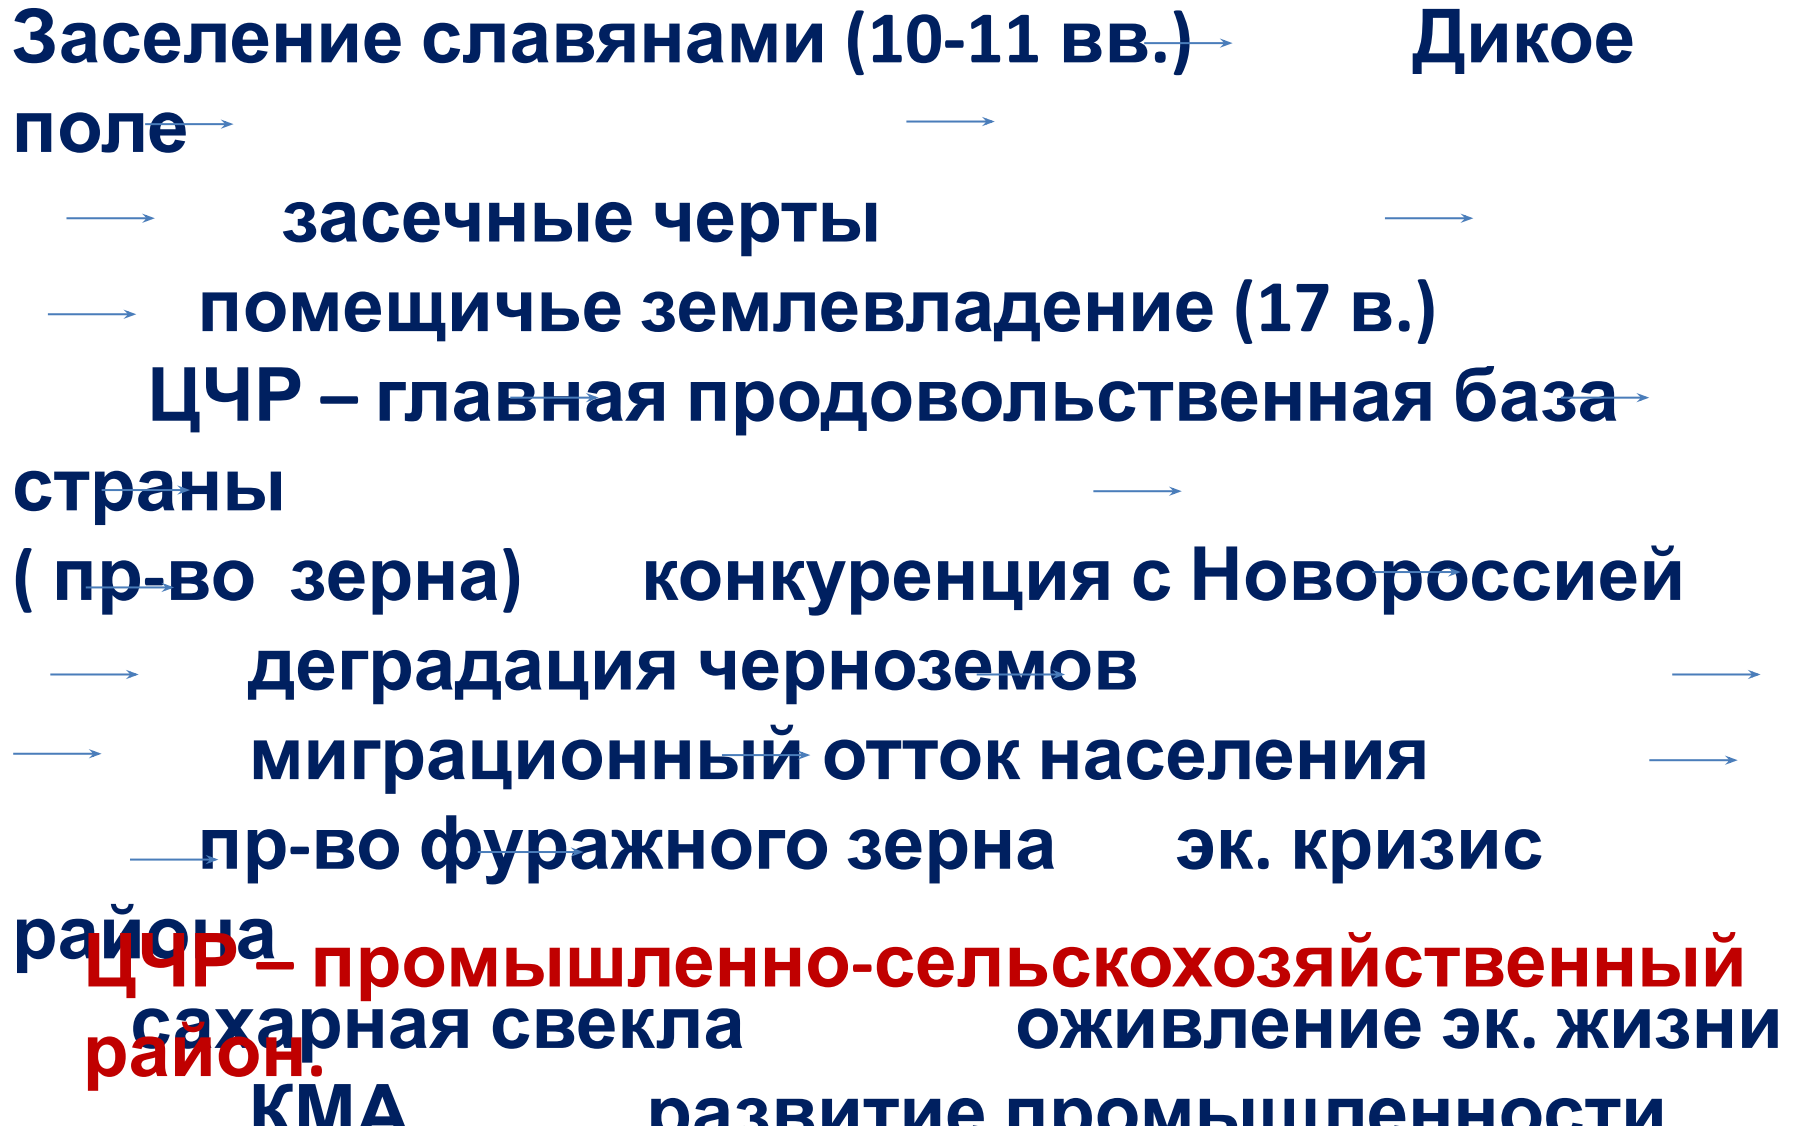 Заселение славянами (10-11 вв.) Дикое
поле
засечные черты
помещичье землевладение (17 в.)
ЦЧР – главная продовольственная база
страны
( пр-во зерна) конкуренция с Новороссией
деградация черноземов
миграционный отток населения
пр-во фуражного зерна эк. кризис
района
ЦЧР – промышленно-сельскохозяйственный
район.
сахарная свекла оживление эк. жизни
КМА развитие промышленности